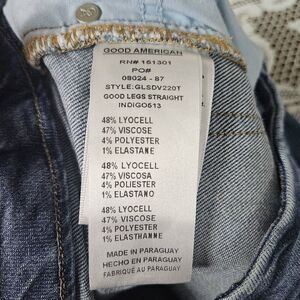 GOOD AMERICAN
RN# 151301
PO#
08024 - 87
STYLE: GLSDV220T
GOOD LEGS STRAIGHT
INDIGO513
48% LYOCELL
47% VISCOSE
4% POLYESTER
1% ELASTANE
48% LYOCELL
47% VISCOSA
4% POLIESTER
1% ELASTANO
48% LYOCELL
47% VISCOSE
4% POLYESTER
1% ELASTHANNE
MADE IN PARAGUAY
HECHO EN PARAGUAY
FABRIQUÉ AU PARAGUAY